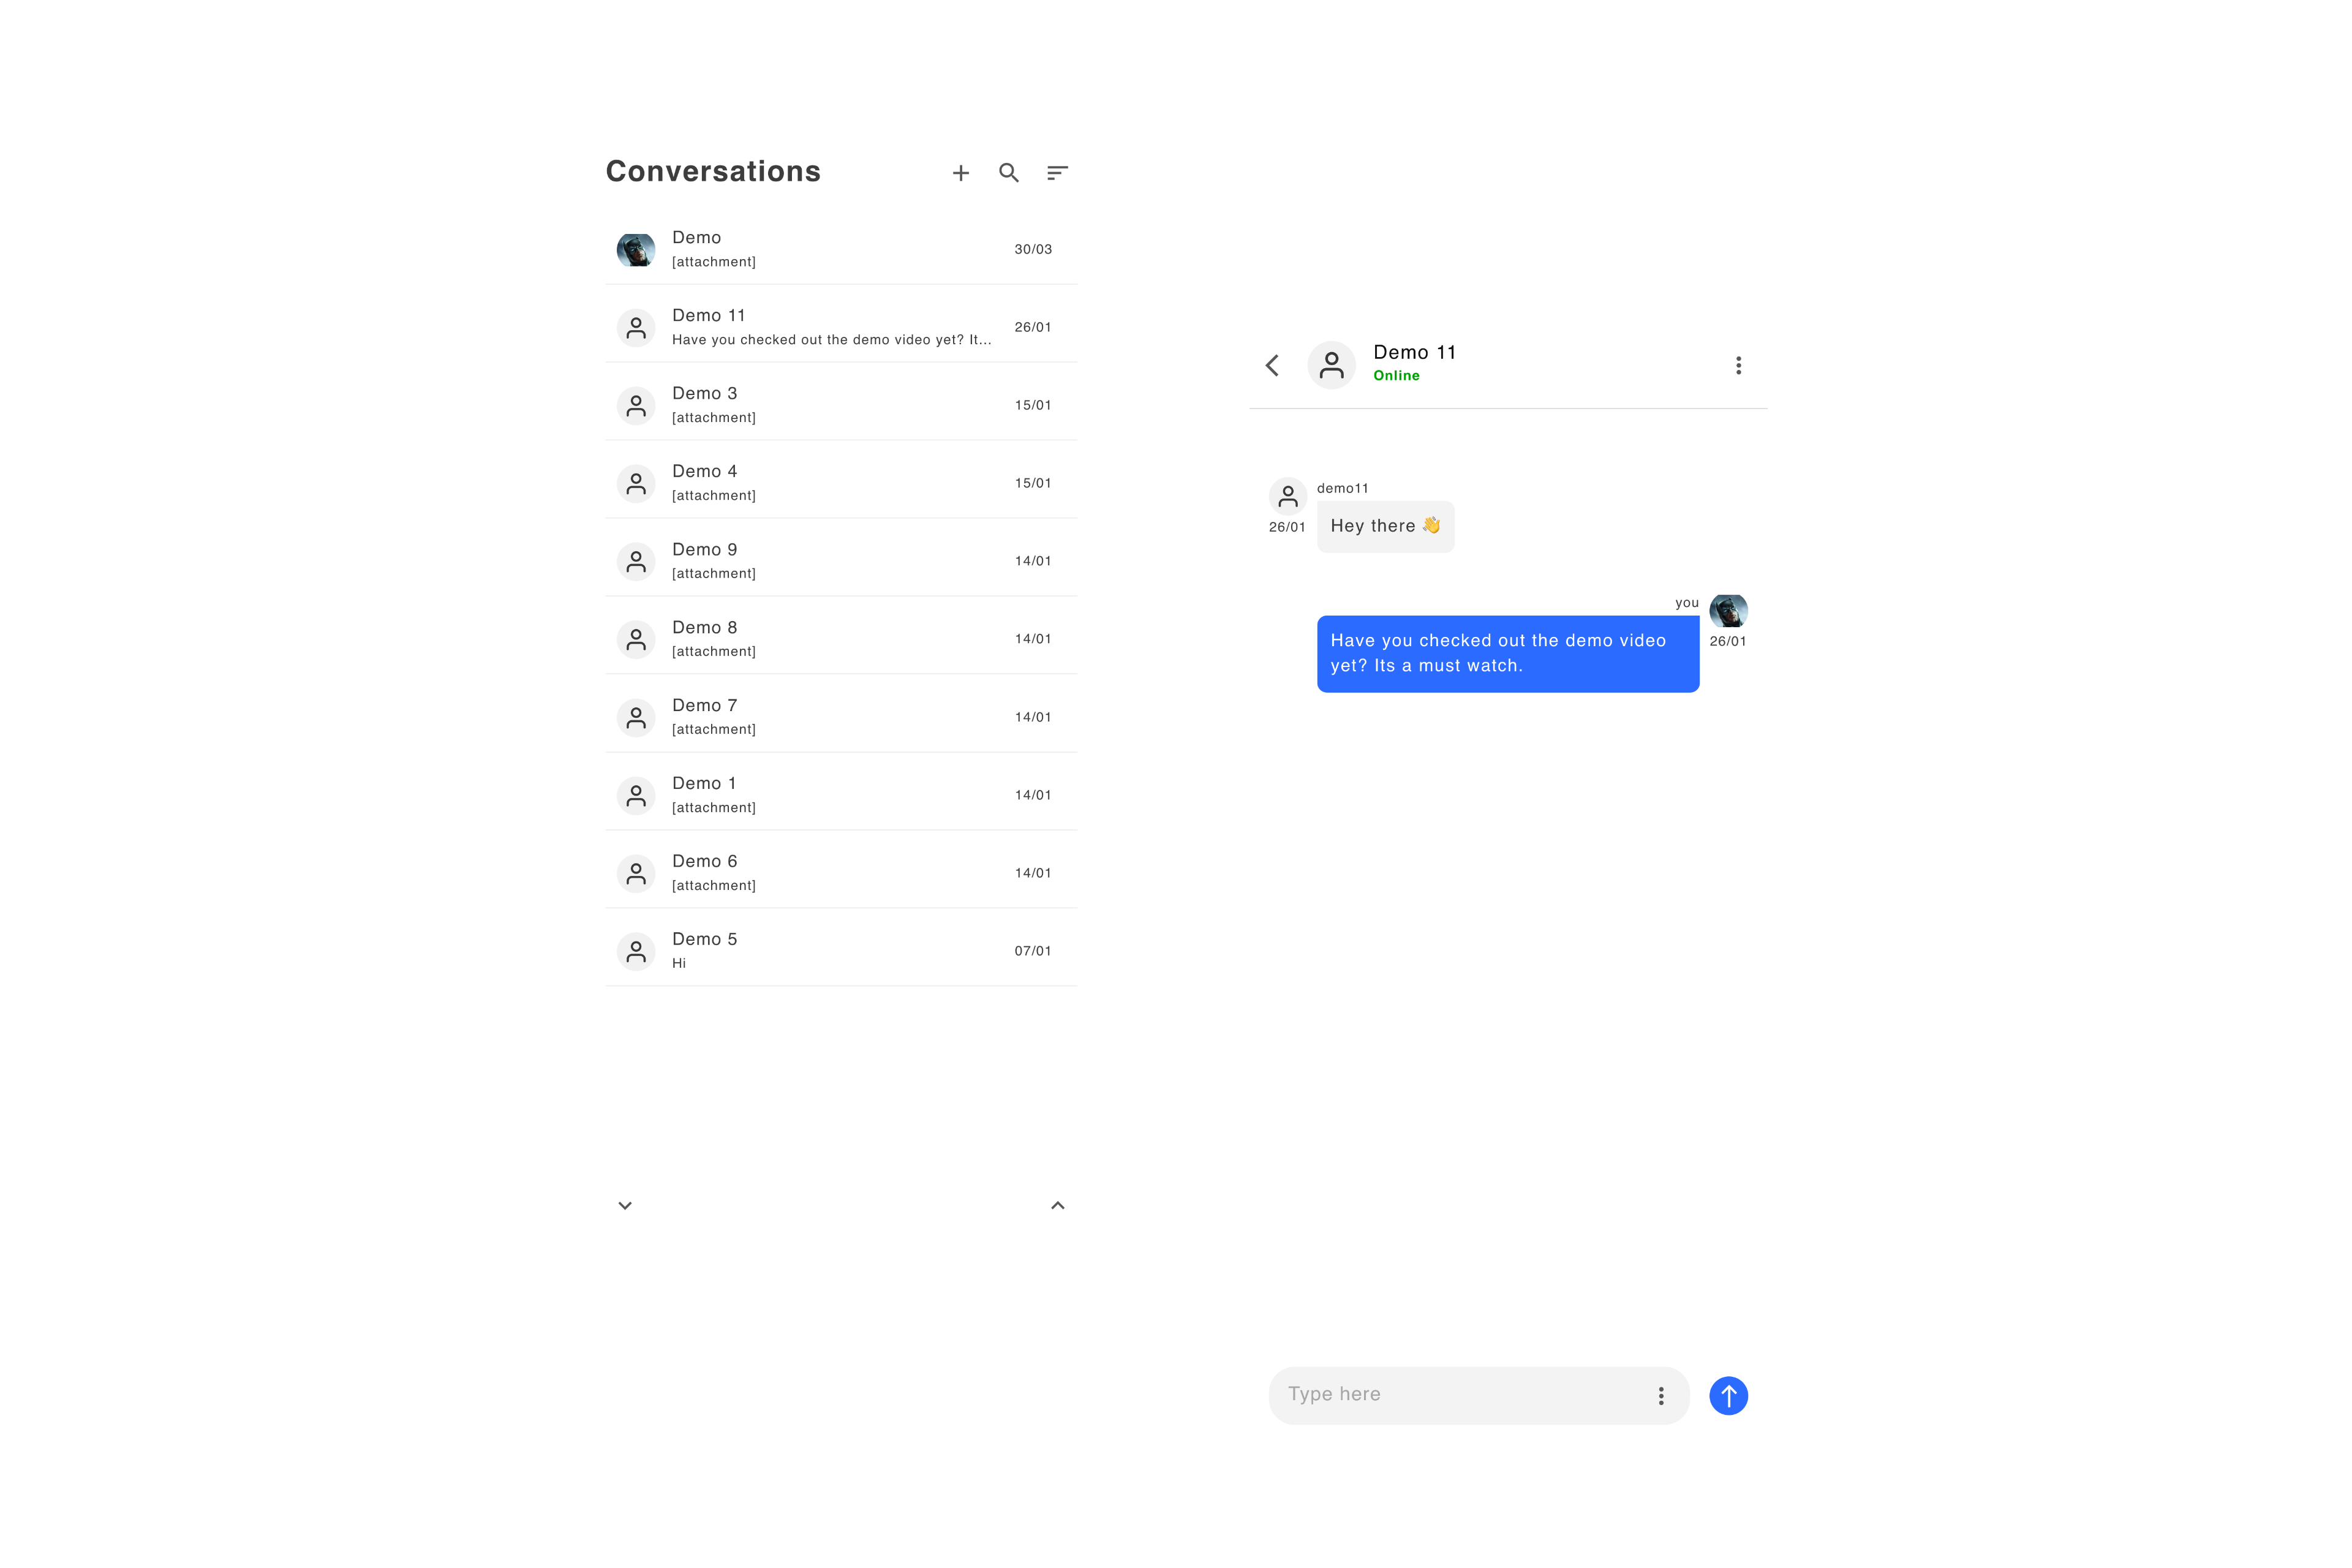 Conversations
Demo
[attachment]
30/03
Demo 11
Have you checked out the demo video yet? It...
26/01
Demo 3
[attachment]
15/01
Demo 4
[attachment]
15/01
Demo 9
[attachment]
14/01
Demo 8
[attachment]
14/01
Demo 7
[attachment]
14/01
Demo 1
[attachment]
14/01
Demo 6
[attachment]
14/01
Demo 5
Hi
07/01
Demo 11
Online
demo11
Hey there 👋
26/01
you
Have you checked out the demo video
yet? Its a must watch.
26/01
Type here